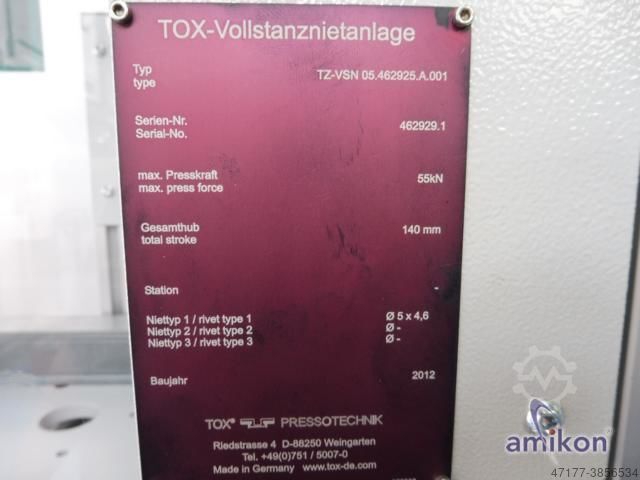 TOX-Vollstanznietanlage
Typ
type
TZ-VSN 05.462925.A.001
Serien-Nr.
Serial-No.
462929.1
max. Presskraft
max. press force
55kN
Gesamthub
total stroke
140 mm
Station
Niettyp 1 / rivet type 1 Ø 5 x 4,6
Niettyp 2 / rivet type 2 Ø -
Niettyp 3 / rivet type 3 Ø -
Baujahr 2012
TOX® PRESSOTECHNIK
Riedstrasse 4 D-88250 Weingarten
Tel. +49(0)751 / 5007-0
Made in Germany www.tox-de.com
amikon®
47177-3856534